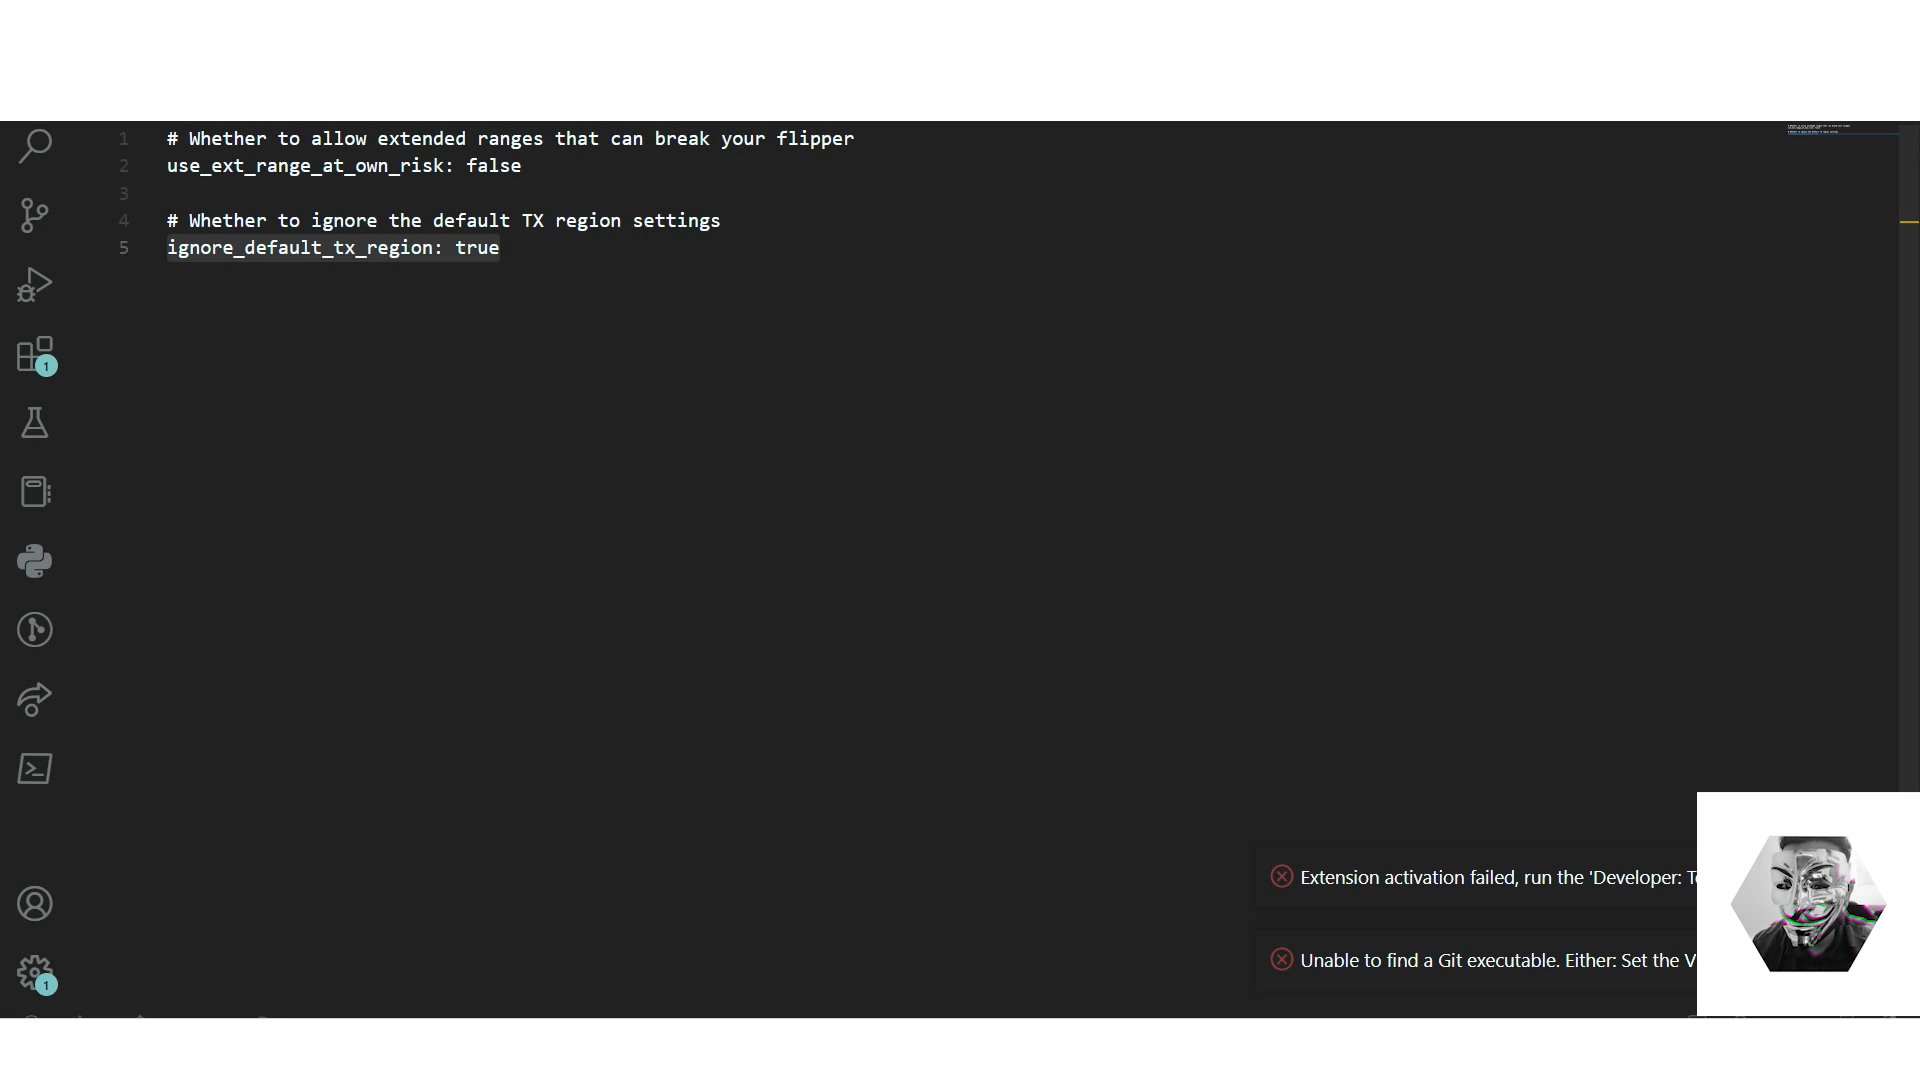 1 # Whether to allow extended ranges that can break your flipper
2 use_ext_range_at_own_risk: false
3
4 # Whether to ignore the default TX region settings
5 ignore_default_tx_region: true
1
Extension activation failed, run the 'Developer: T
Unable to find a Git executable. Either: Set the V
1